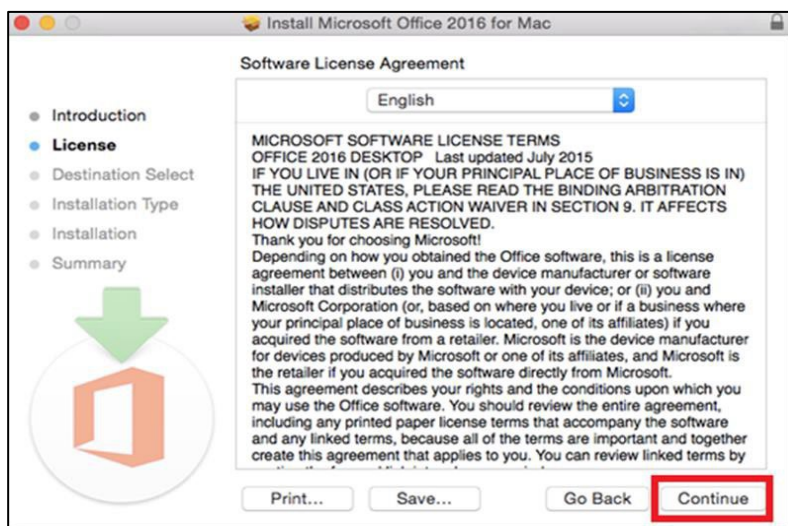 Install Microsoft Office 2016 for Mac
Software License Agreement
English
Introduction
License
Destination Select
Installation Type
Installation
Summary
MICROSOFT SOFTWARE LICENSE TERMS
OFFICE 2016 DESKTOP Last updated July 2015
IF YOU LIVE IN (OR IF YOUR PRINCIPAL PLACE OF BUSINESS IS IN)
THE UNITED STATES, PLEASE READ THE BINDING ARBITRATION
CLAUSE AND CLASS ACTION WAIVER IN SECTION 9. IT AFFECTS
HOW DISPUTES ARE RESOLVED.
Thank you for choosing Microsoft!
Depending on how you obtained the Office software, this is a license
agreement between (i) you and the device manufacturer or software
installer that distributes the software with your device; or (ii) you and
Microsoft Corporation (or, based on where you live or if a business where
your principal place of business is located, one of its affiliates) if you
acquired the software from a retailer. Microsoft is the device manufacturer
for devices produced by Microsoft or one of its affiliates, and Microsoft is
the retailer if you acquired the software directly from Microsoft.
This agreement describes your rights and the conditions upon which you
may use the Office software. You should review the entire agreement,
including any printed paper license terms that accompany the software
and any linked terms, because all of the terms are important and together
create this agreement that applies to you. You can review linked terms by
Print...
Save...
Go Back
Continue